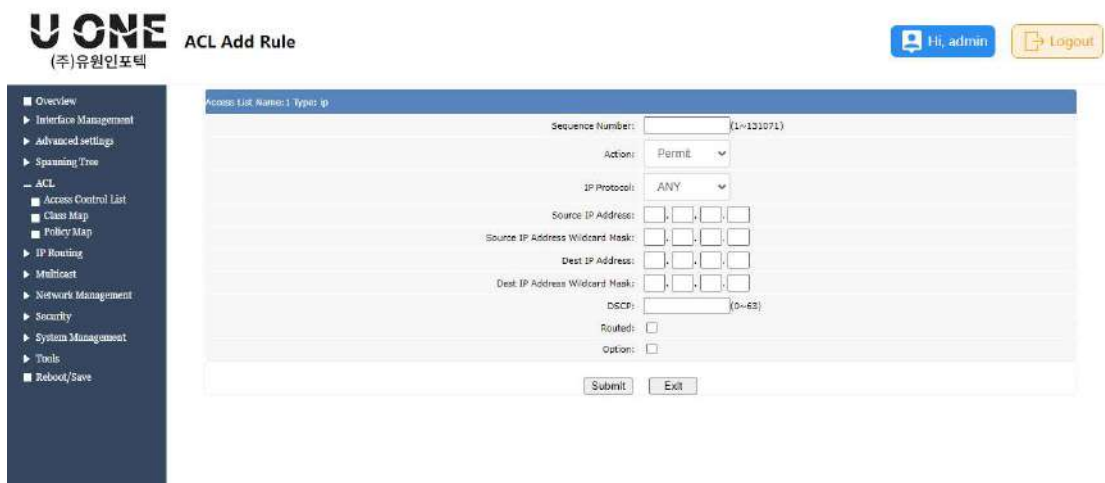 U ONE
(주)유원인포텍
ACL Add Rule
Hi, admin
Logout
Overview
Interface Management
Advanced settings
Spanning Tree
ACL
Access Control List
Class Map
Policy Map
IP Routing
Multicast
Network Management
Security
System Management
Tools
Reboot/Save
Access List Name:1 Type: ip
Sequence Number: (1~131071)
Action: Permit
IP Protocol: ANY
Source IP Address: . . .
Source IP Address Wildcard Mask: . . .
Dest IP Address: . . .
Dest IP Address Wildcard Mask: . . .
DSCP: (0~63)
Routed:
Option:
Submit Exit